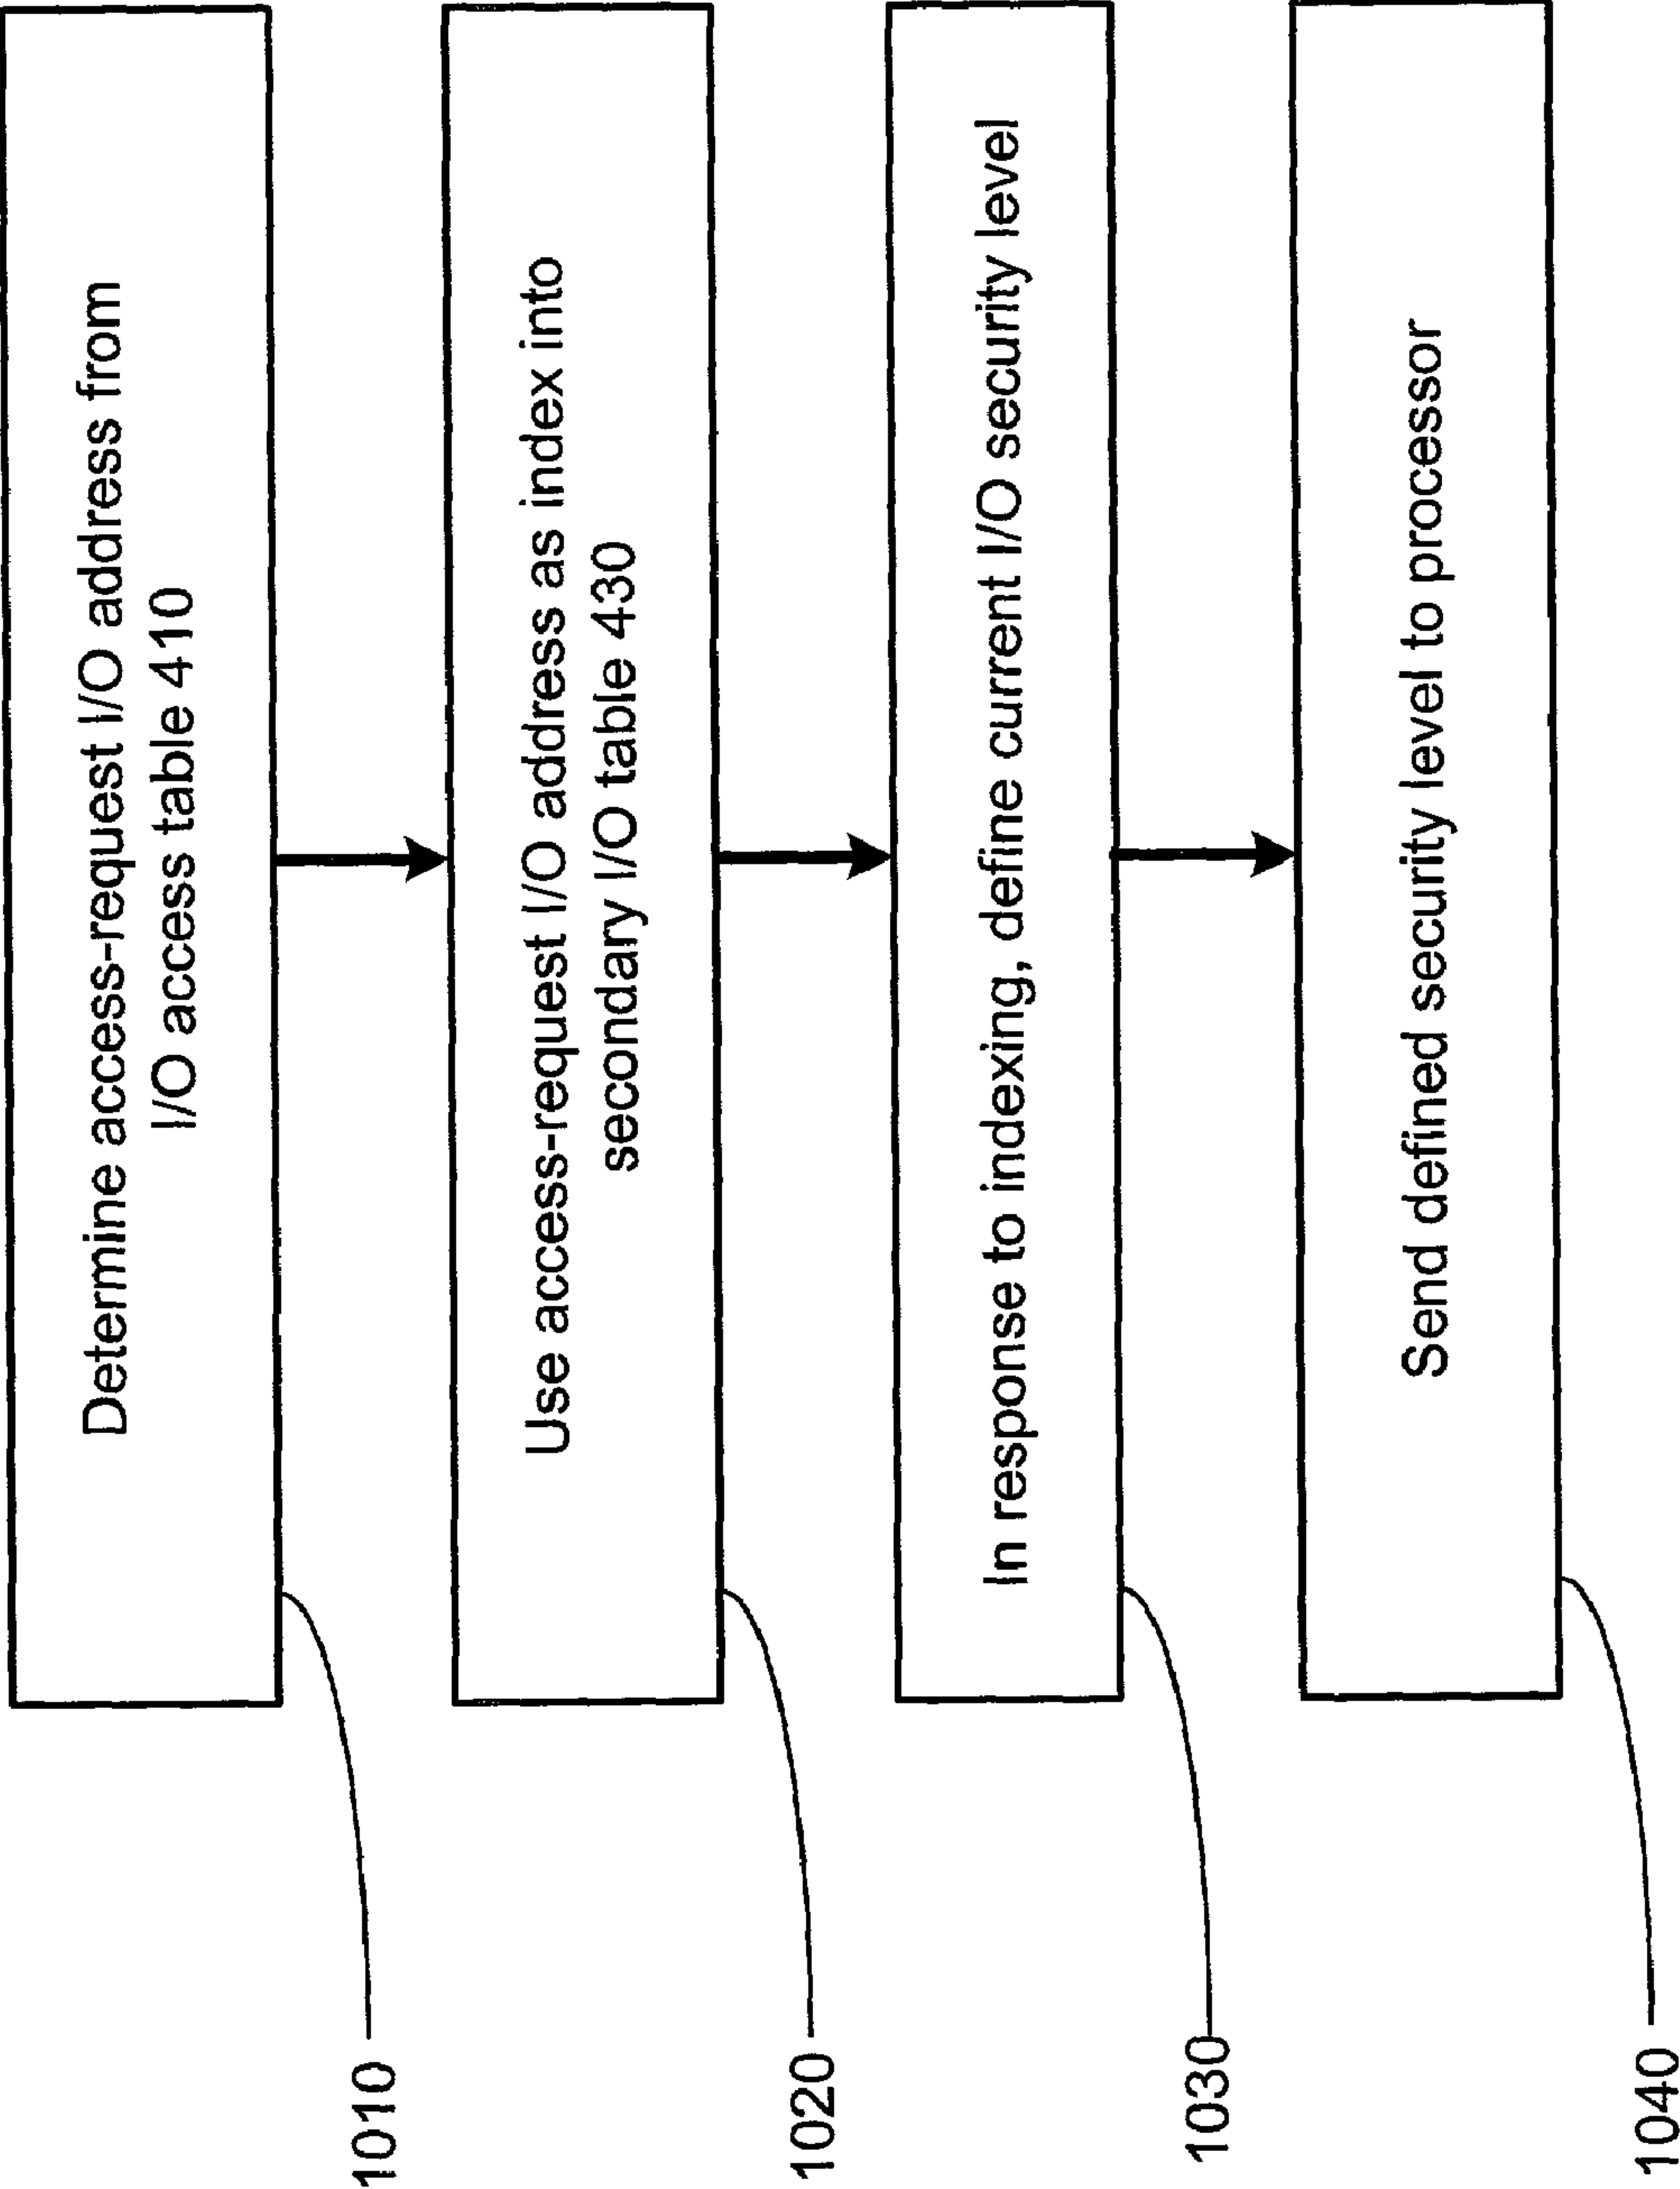 Determine access-request I/O address from
I/O access table 410
1010
Use access-request I/O address as index into
secondary I/O table 430
1020
In response to indexing, define current I/O security level
1030
Send defined security level to processor
1040